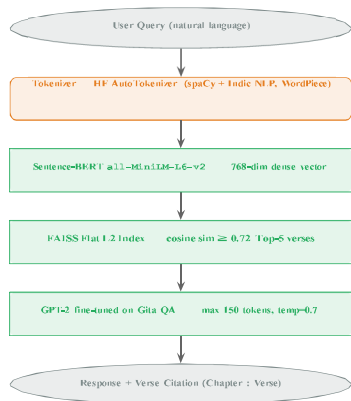 User Query (natural language)
Tokenizer HF AutoTokenizer (spaCy + Indic NLP, WordPiece)
Sentence-BERT all-MiniLM-L6-v2 768-dim dense vector
FAISS Flat L2 Index cosine sim ≥ 0.72 Top-5 verses
GPT-2 fine-tuned on Gita QA max 150 tokens, temp=0.7
Response + Verse Citation (Chapter : Verse)